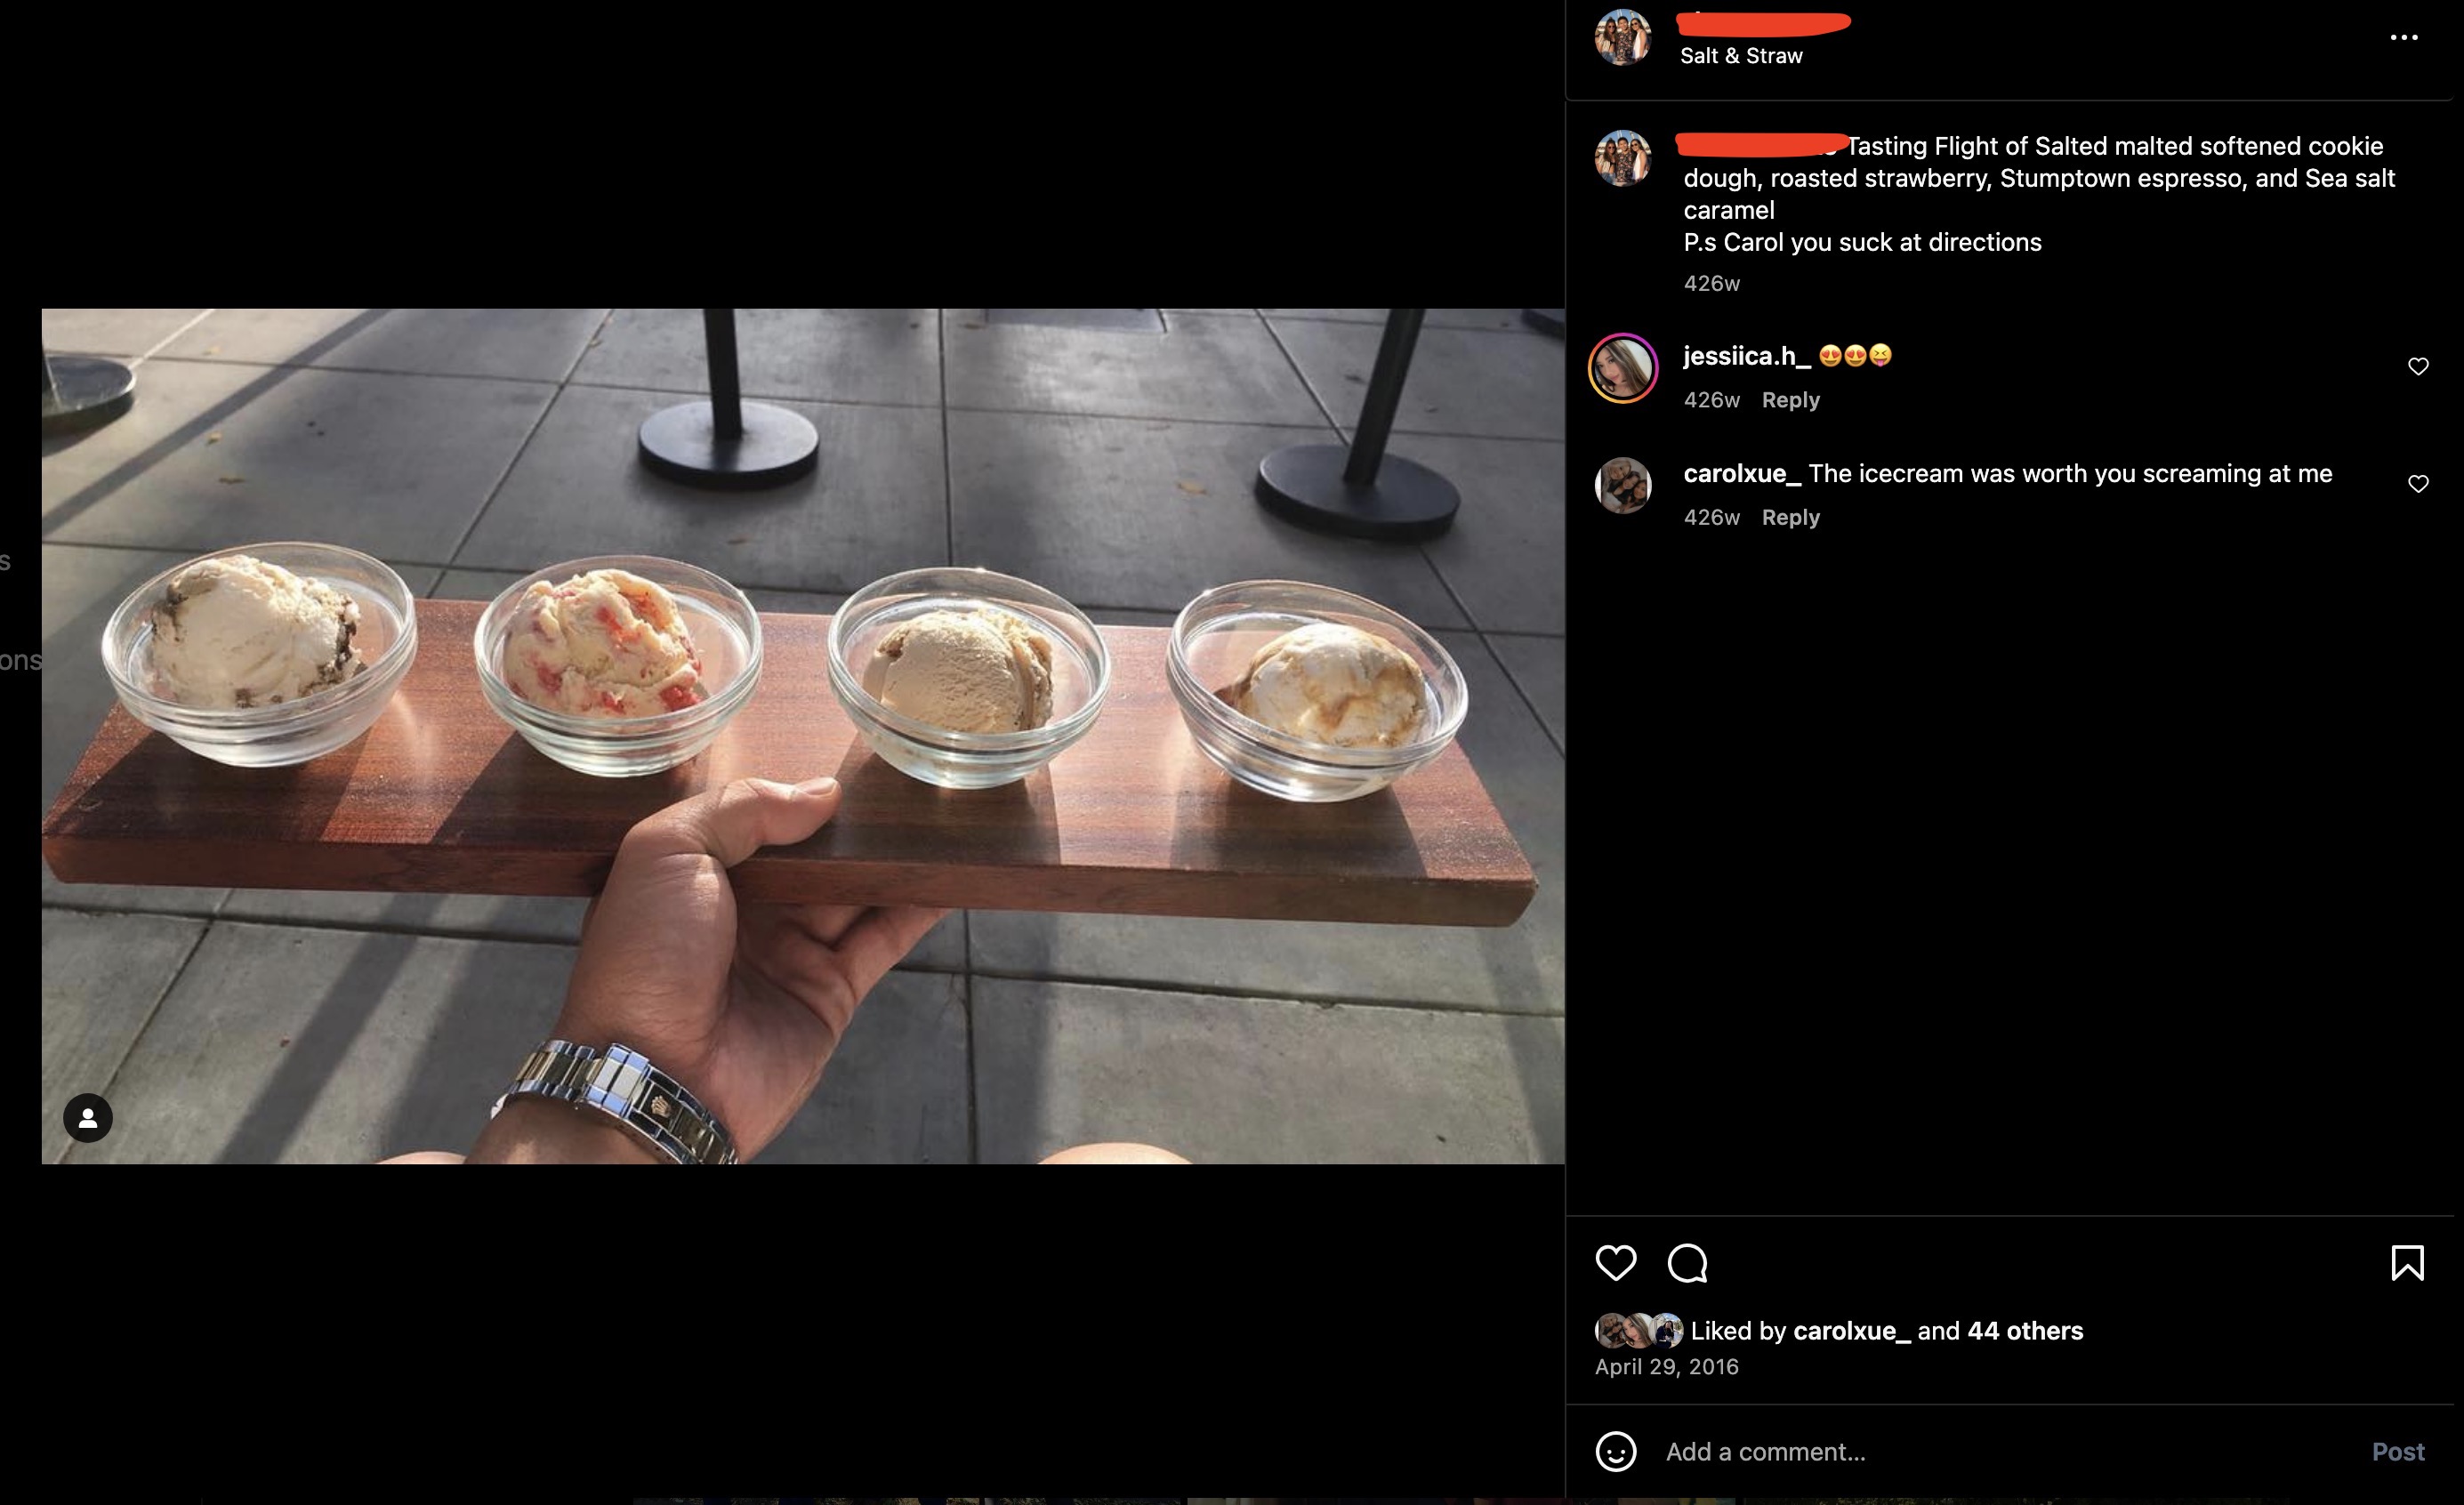 Salt & Straw
Tasting Flight of Salted malted softened cookie
dough, roasted strawberry, Stumptown espresso, and Sea salt
caramel
P.s Carol you suck at directions
426w
jessiica.h_ 😍😍😝
426w Reply
carolxue_ The icecream was worth you screaming at me
426w Reply
s
ons
Liked by carolxue_ and 44 others
April 29, 2016
Add a comment...
Post